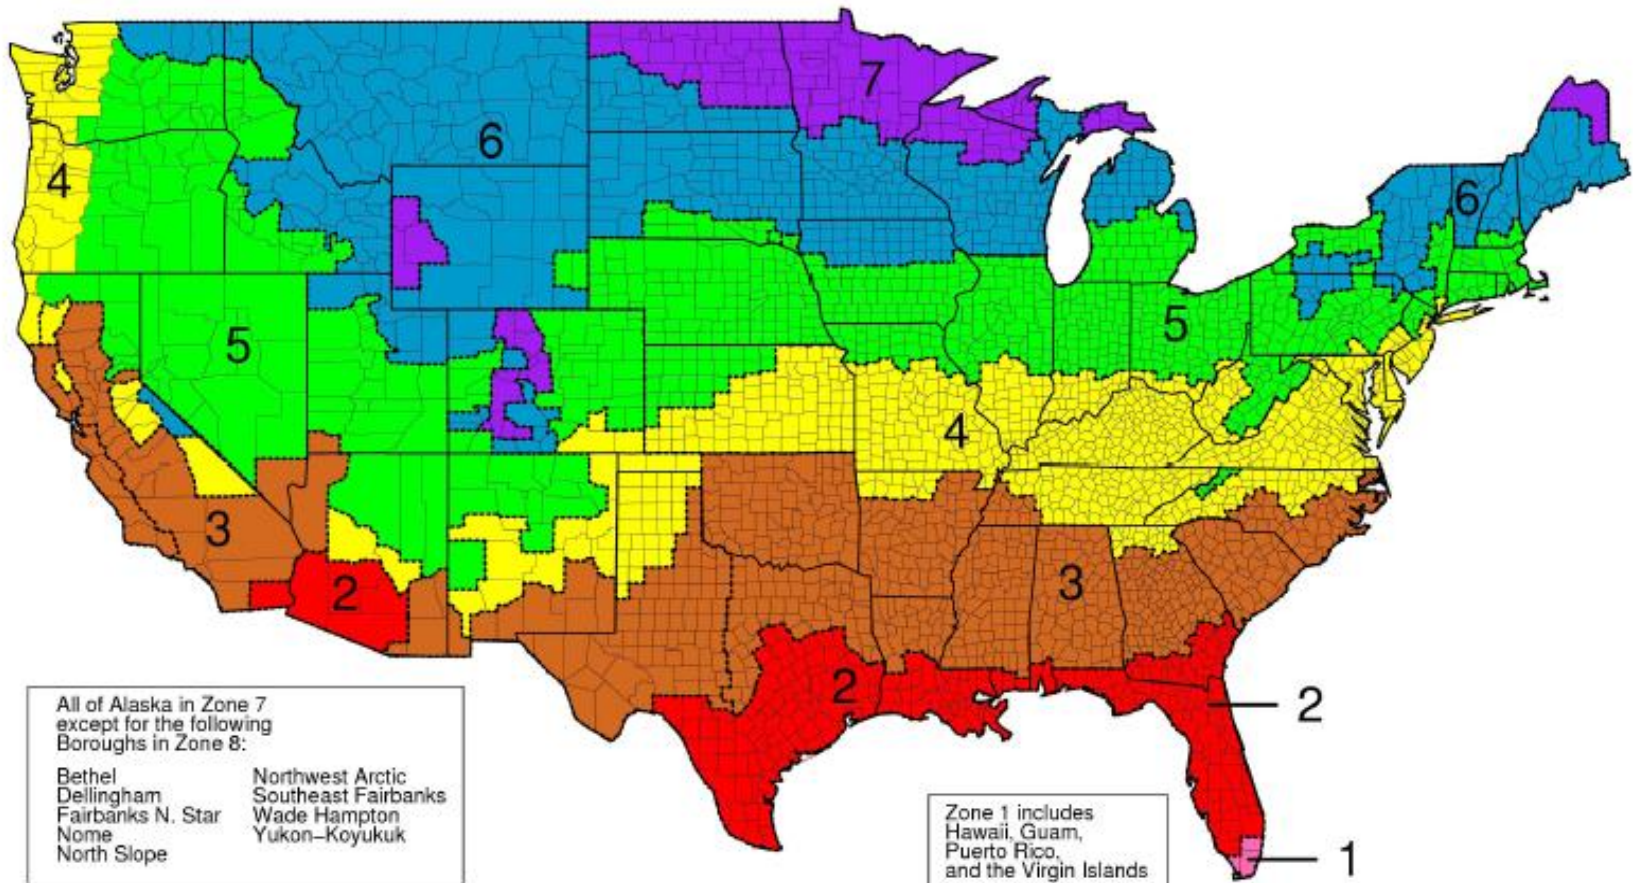 7
6
6
4
5
5
4
3
3
2
2
2
1
All of Alaska in Zone 7
except for the following
Boroughs in Zone 8:
Bethel Northwest Arctic
Dellingham Southeast Fairbanks
Fairbanks N. Star Wade Hampton
Nome Yukon-Koyukuk
North Slope
Zone 1 includes
Hawaii, Guam,
Puerto Rico,
and the Virgin Islands